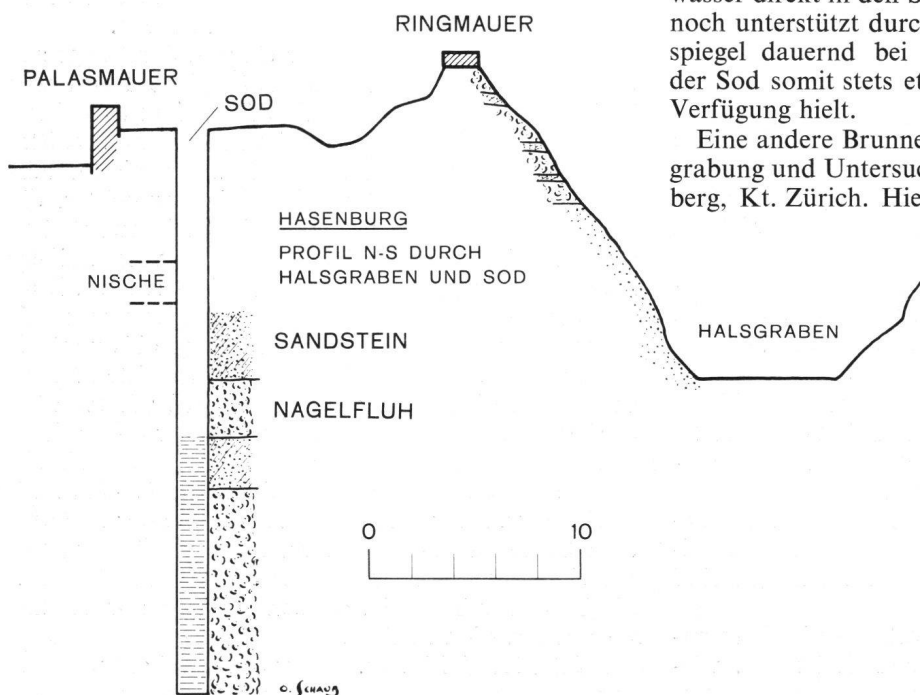 wasser direkt in den S
noch unterstützt durc
spiegel dauernd bei
der Sod somit stets et
Verfügung hielt.
Eine andere Brunne
grabung und Untersuc
berg, Kt. Zürich. Hie
RINGMAUER
PALASMAUER
SOD
HASENBURG
PROFIL N-S DURCH
HALSGRABEN UND SOD
NISCHE
SANDSTEIN
HALSGRABEN
NAGELFLUH
0 10
O. SCHAUB